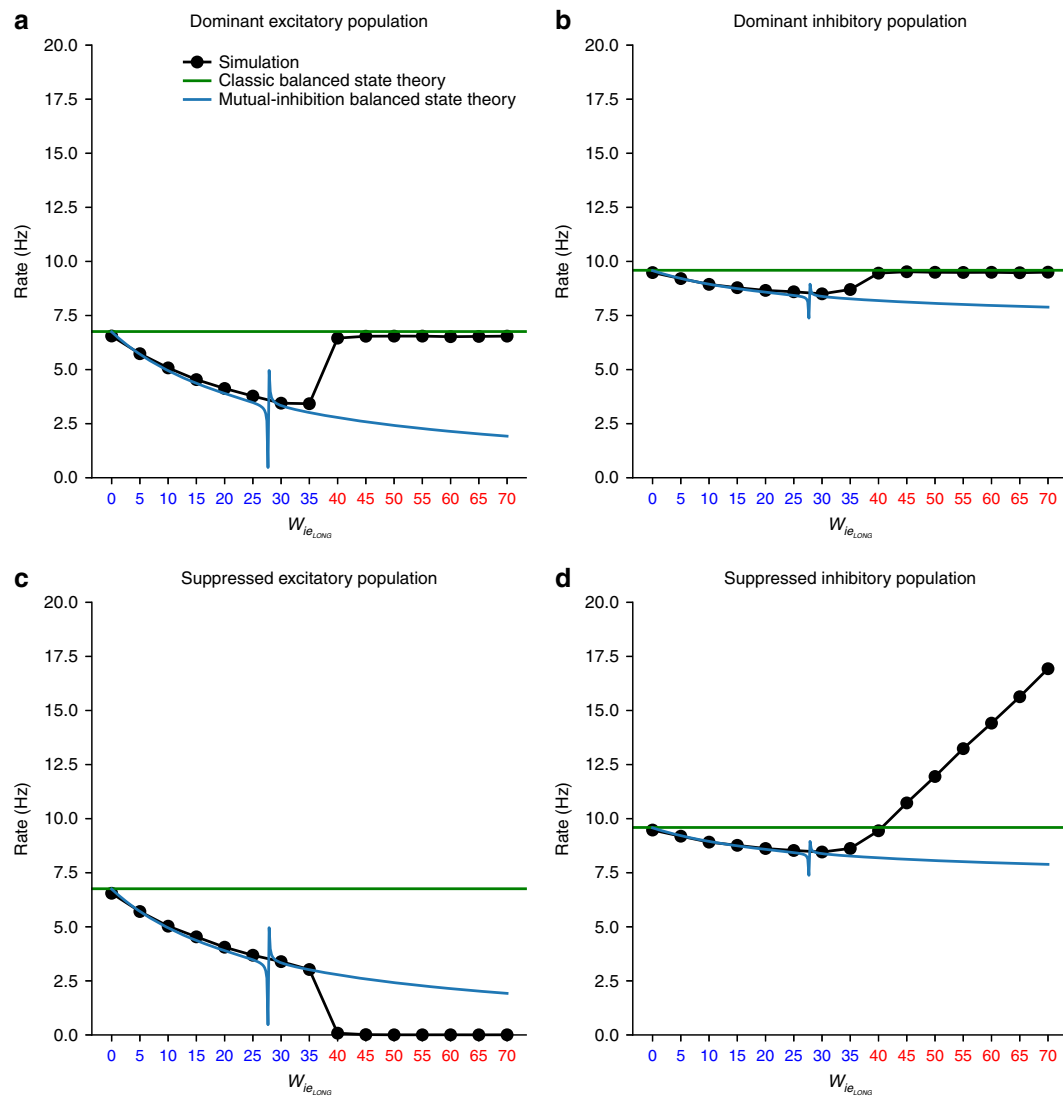 a
Dominant excitatory population
20.0
17.5
15.0
12.5
10.0
7.5
5.0
2.5
0.0
Rate (Hz)
Simulation
Classic balanced state theory
Mutual-inhibition balanced state theory
0 5 10 15 20 25 30 35 40 45 50 55 60 65 70
W_ie_LONG
b
Dominant inhibitory population
20.0
17.5
15.0
12.5
10.0
7.5
5.0
2.5
0.0
Rate (Hz)
0 5 10 15 20 25 30 35 40 45 50 55 60 65 70
W_ie_LONG
c
Suppressed excitatory population
20.0
17.5
15.0
12.5
10.0
7.5
5.0
2.5
0.0
Rate (Hz)
0 5 10 15 20 25 30 35 40 45 50 55 60 65 70
W_ie_LONG
d
Suppressed inhibitory population
20.0
17.5
15.0
12.5
10.0
7.5
5.0
2.5
0.0
Rate (Hz)
0 5 10 15 20 25 30 35 40 45 50 55 60 65 70
W_ie_LONG